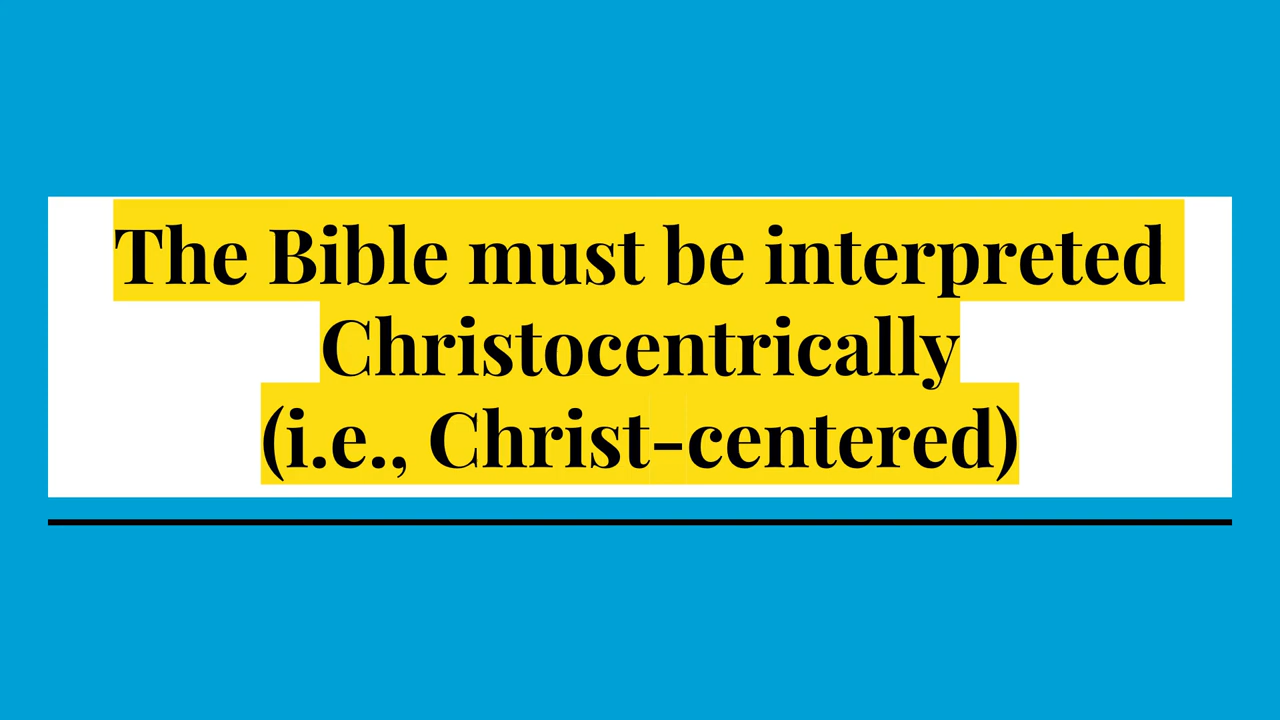 The Bible must be interpreted
Christocentrically
(i.e., Christ-centered)